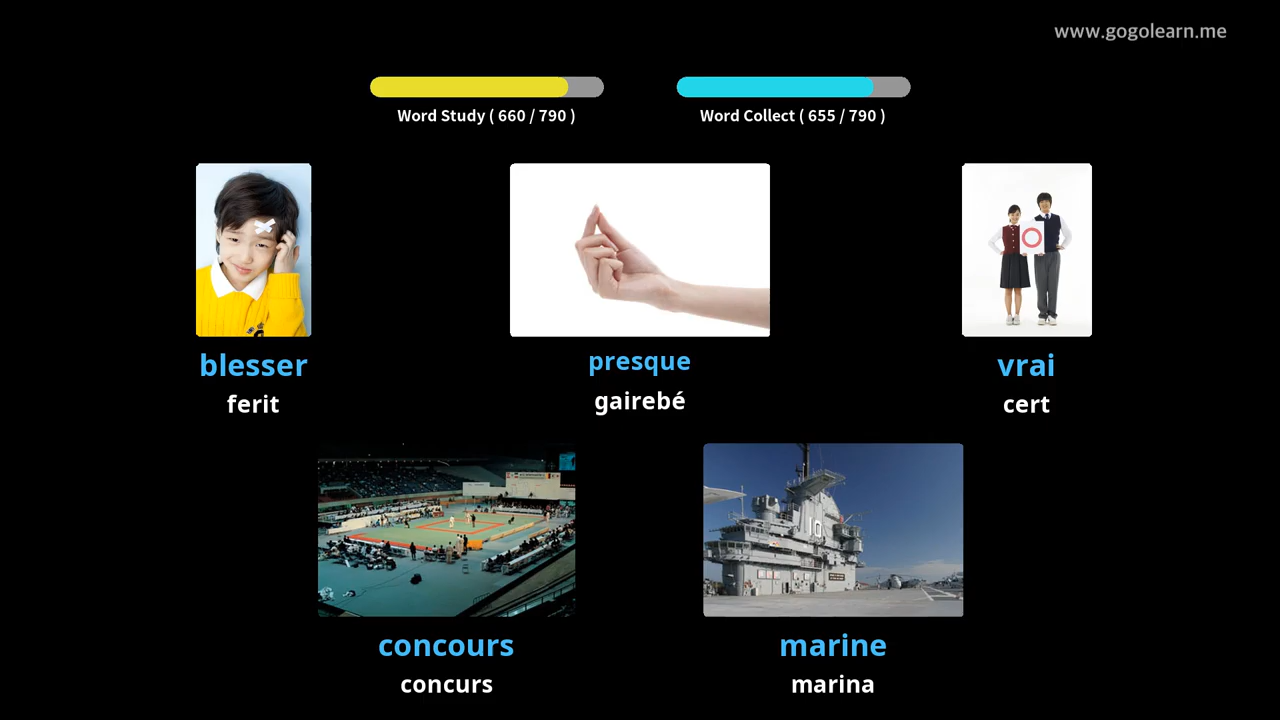 www.gogolearn.me
Word Study ( 660 / 790 )
Word Collect ( 655 / 790 )
blesser
ferit
presque
gairebé
vrai
cert
10
concours
concurs
marine
marina